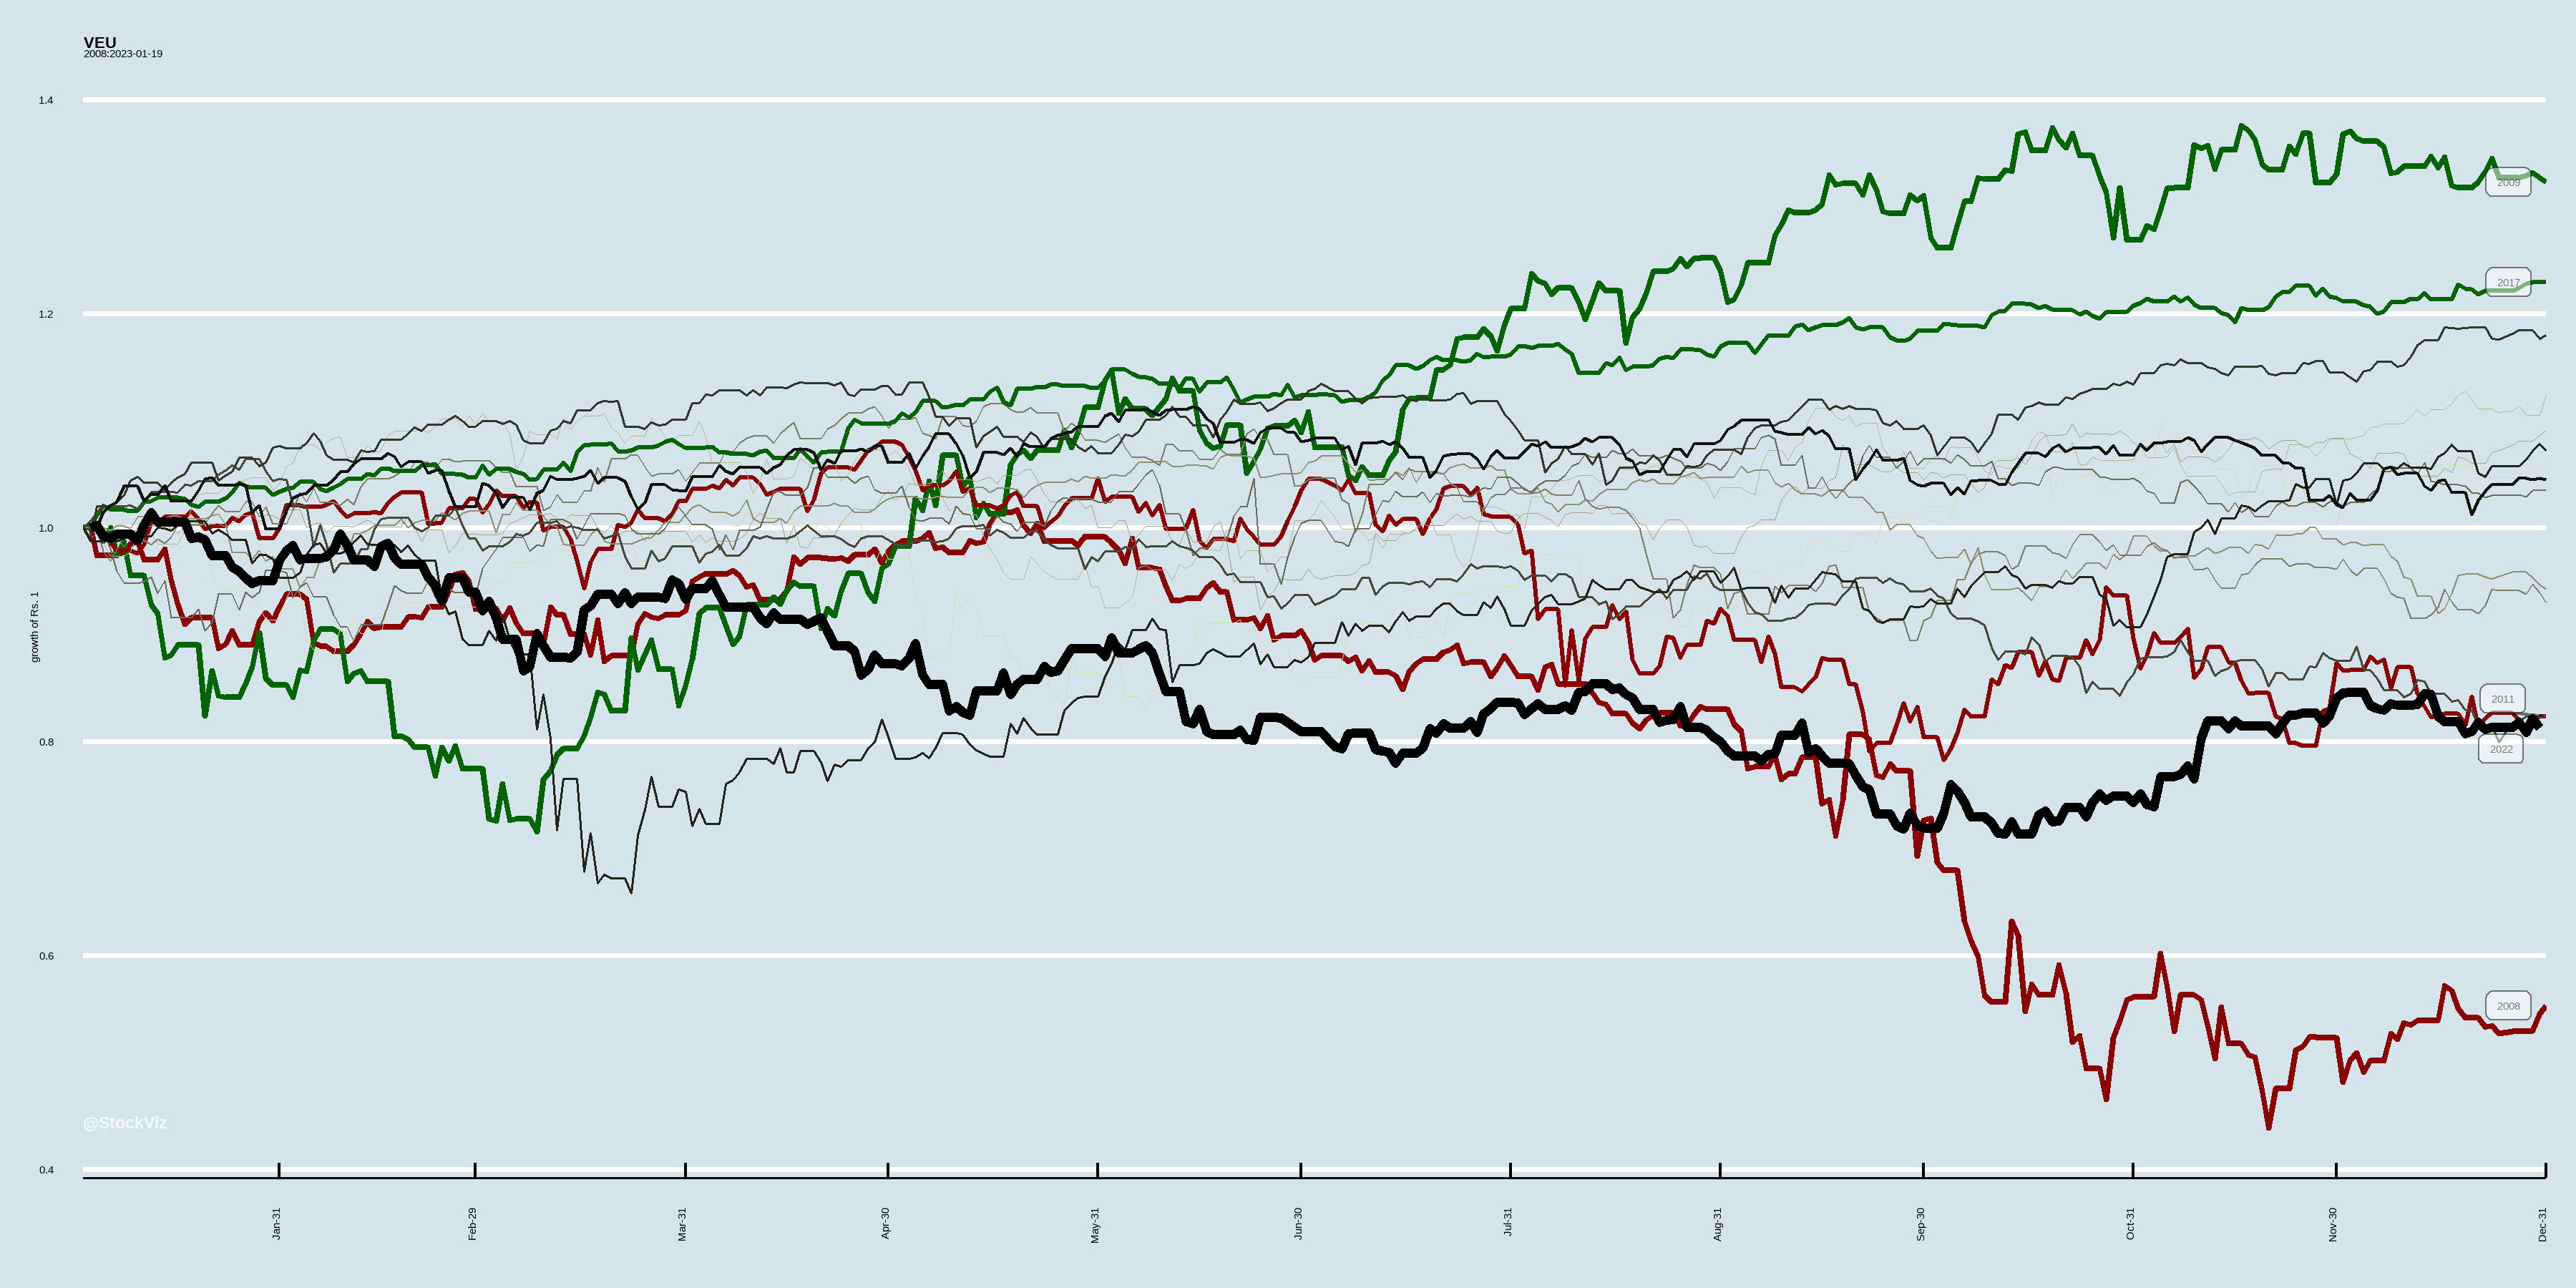 VEU
2008:2023-01-19
1.4
1.2
1.0
0.8
0.6
0.4
growth of Rs. 1
2009
2017
2011
2022
2008
@StockViz
Jan-31
Feb-29
Mar-31
Apr-30
May-31
Jun-30
Jul-31
Aug-31
Sep-30
Oct-31
Nov-30
Dec-31